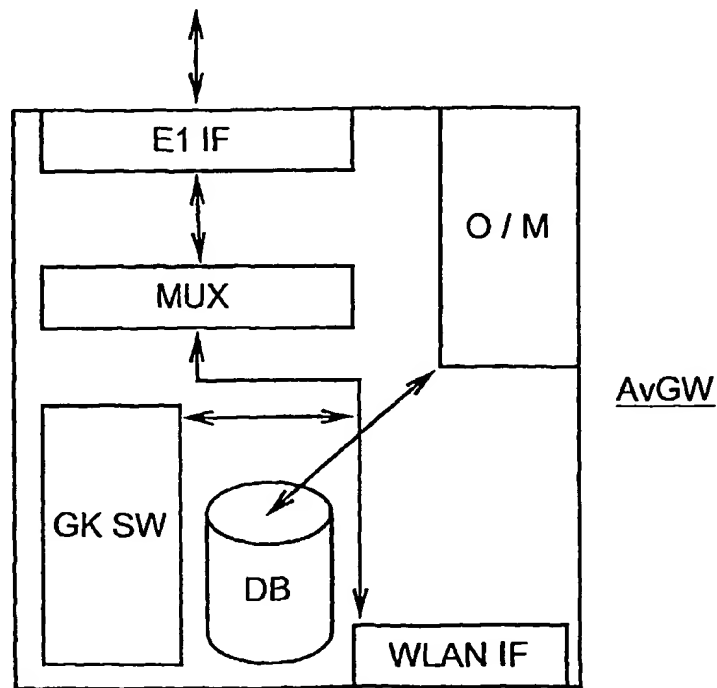 E1 IF
O / M
MUX
AvGW
GK SW
DB
WLAN IF